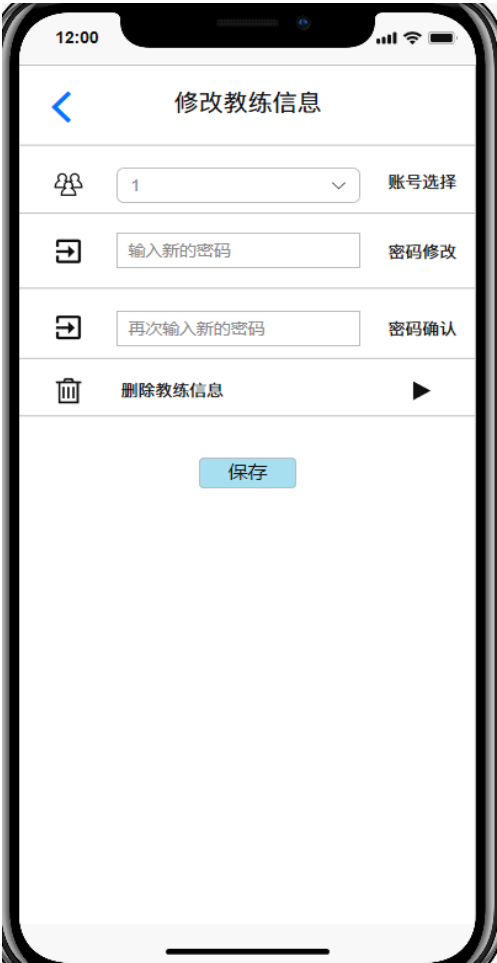 12:00
修改教练信息
1 账号选择
输入新的密码 密码修改
再次输入新的密码 密码确认
删除教练信息
保存